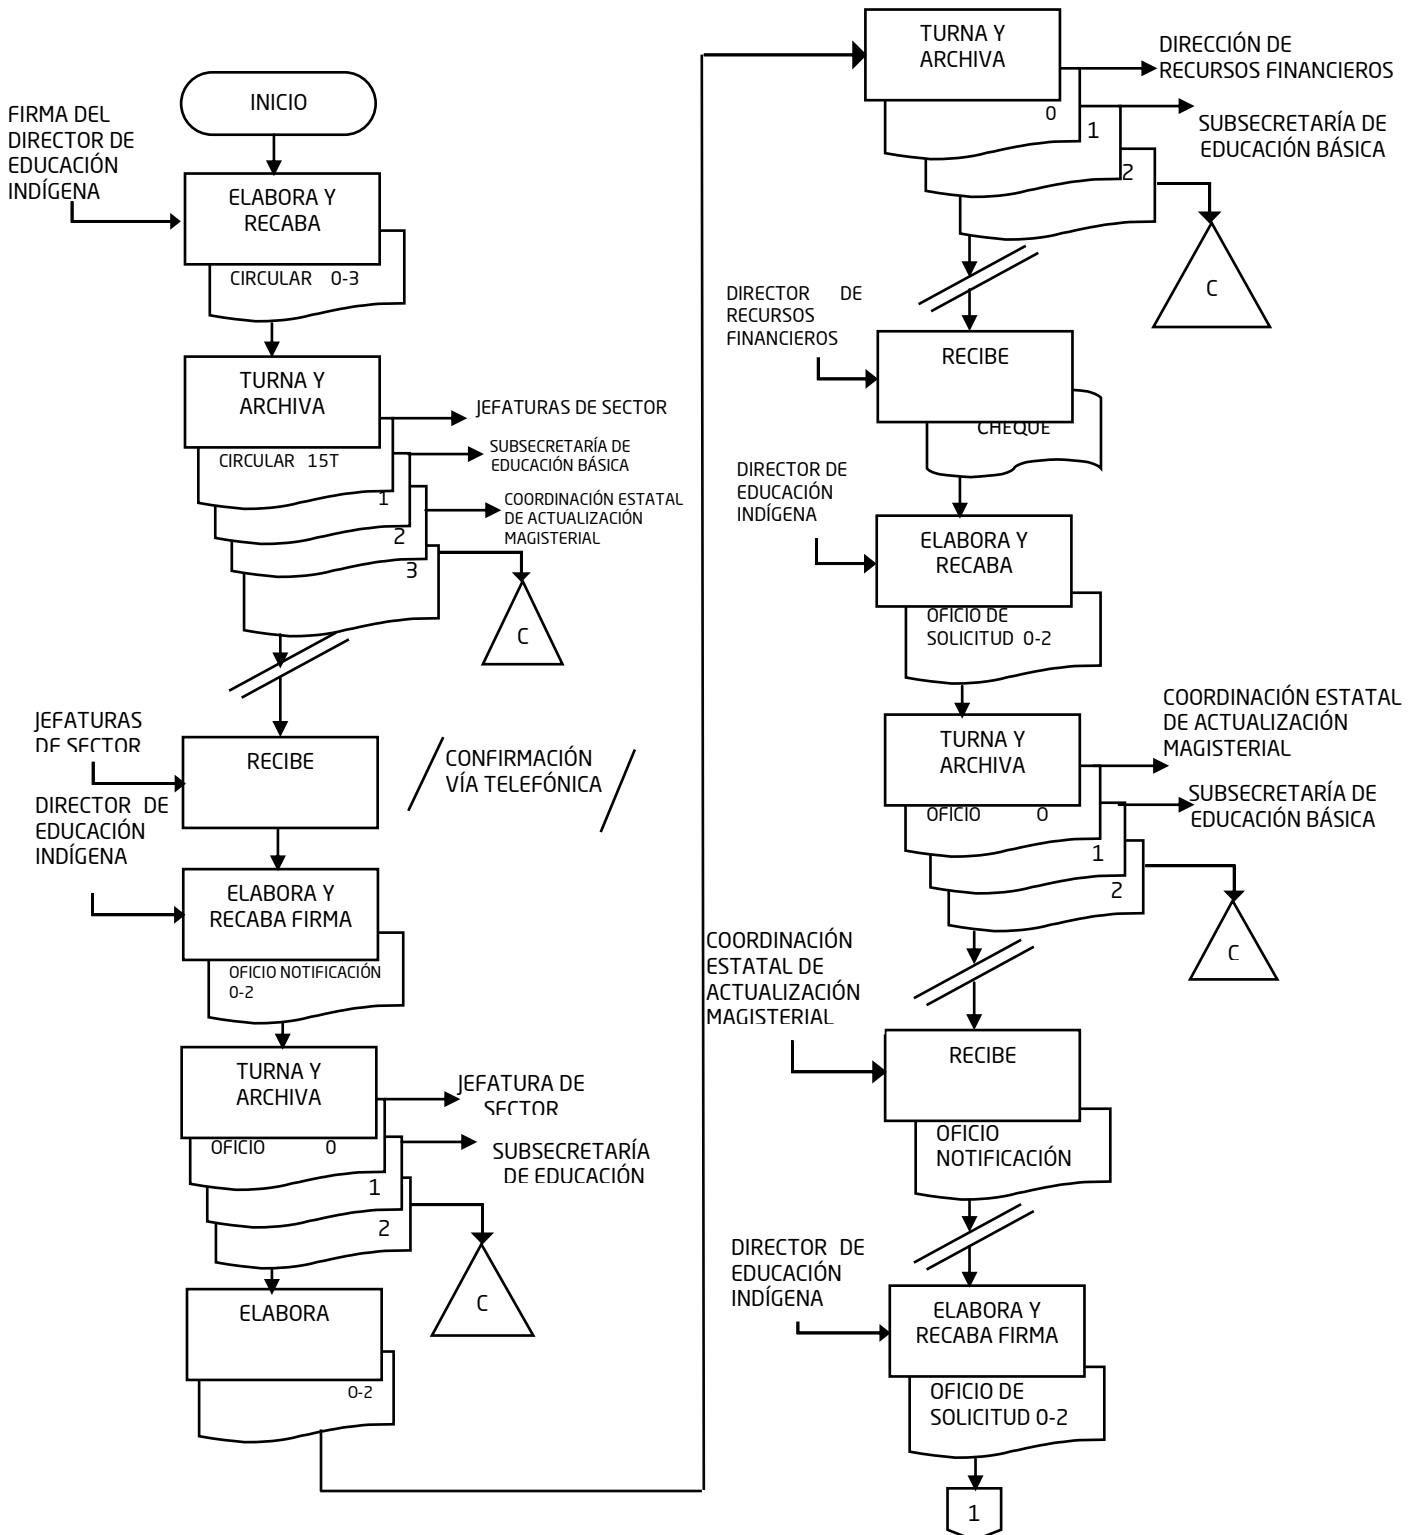 INICIO
FIRMA DEL
DIRECTOR DE
EDUCACIÓN
INDÍGENA
ELABORA Y
RECABA
CIRCULAR 0-3
TURNA Y
ARCHIVA
JEFATURAS DE SECTOR
CIRCULAR 15T
SUBSECRETARÍA DE
EDUCACIÓN BÁSICA
1
COORDINACIÓN ESTATAL
DE ACTUALIZACIÓN
MAGISTERIAL
2
3
C
JEFATURAS
DE SECTOR
RECIBE
CONFIRMACIÓN
VÍA TELEFÓNICA
DIRECTOR DE
EDUCACIÓN
INDÍGENA
ELABORA Y
RECABA FIRMA
OFICIO NOTIFICACIÓN
0-2
TURNA Y
ARCHIVA
JEFATURA DE
SECTOR
OFICIO 0
SUBSECRETARÍA
DE EDUCACIÓN
1
2
C
ELABORA
0-2
TURNA Y
ARCHIVA
DIRECCIÓN DE
RECURSOS FINANCIEROS
0
1
SUBSECRETARÍA DE
EDUCACIÓN BÁSICA
2
C
DIRECTOR DE
RECURSOS
FINANCIEROS
RECIBE
CHEQUE
DIRECTOR DE
EDUCACIÓN
INDÍGENA
ELABORA Y
RECABA
OFICIO DE
SOLICITUD 0-2
TURNA Y
ARCHIVA
COORDINACIÓN ESTATAL
DE ACTUALIZACIÓN
MAGISTERIAL
OFICIO 0
SUBSECRETARÍA DE
EDUCACIÓN BÁSICA
1
2
C
COORDINACIÓN
ESTATAL DE
ACTUALIZACIÓN
MAGISTERIAL
RECIBE
OFICIO
NOTIFICACIÓN
DIRECTOR DE
EDUCACIÓN
INDÍGENA
ELABORA Y
RECABA FIRMA
OFICIO DE
SOLICITUD 0-2
1